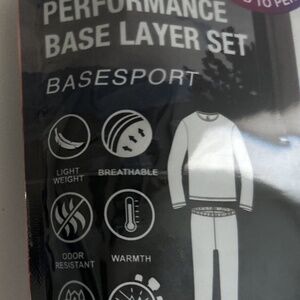 PERFORMANCE
BASE LAYER SET
BASESPORT
LIGHT
WEIGHT
BREATHABLE
ODOR
RESISTANT
WARMTH